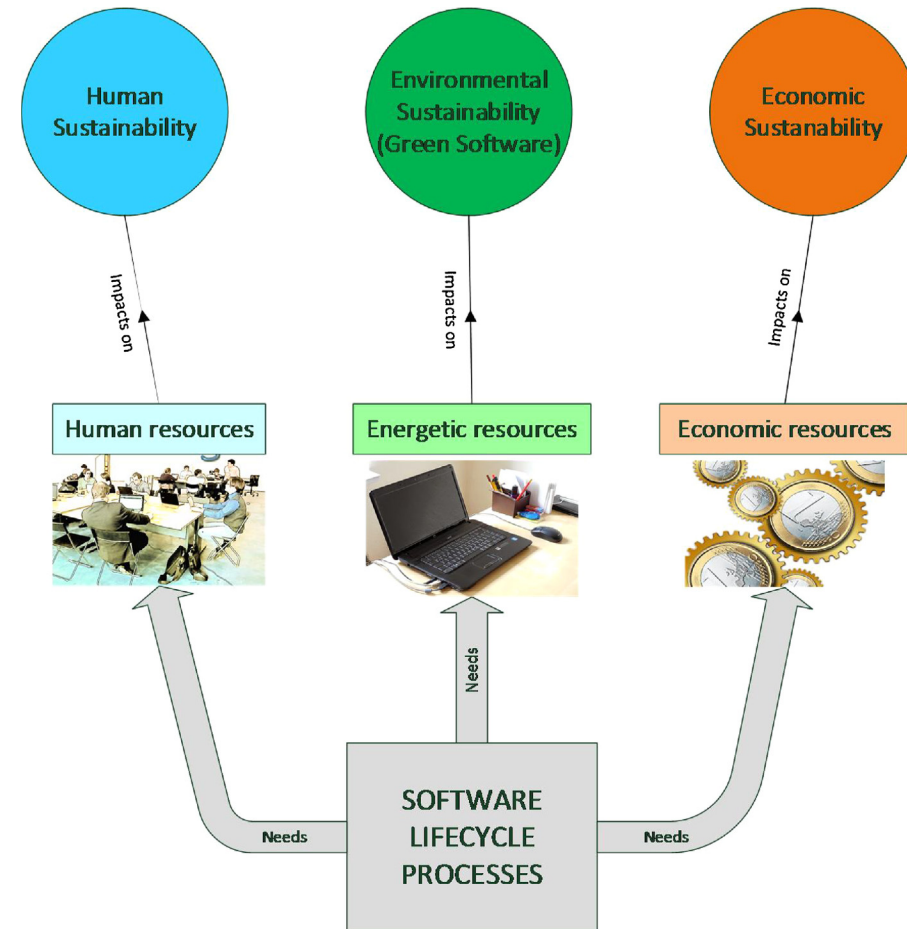 Human
Sustainability
Environmental
Sustainability
(Green Software)
Economic
Sustanability
Impacts on
Impacts on
Impacts on
Human resources
Energetic resources
Economic resources
Needs
Needs
Needs
SOFTWARE
LIFECYCLE
PROCESSES